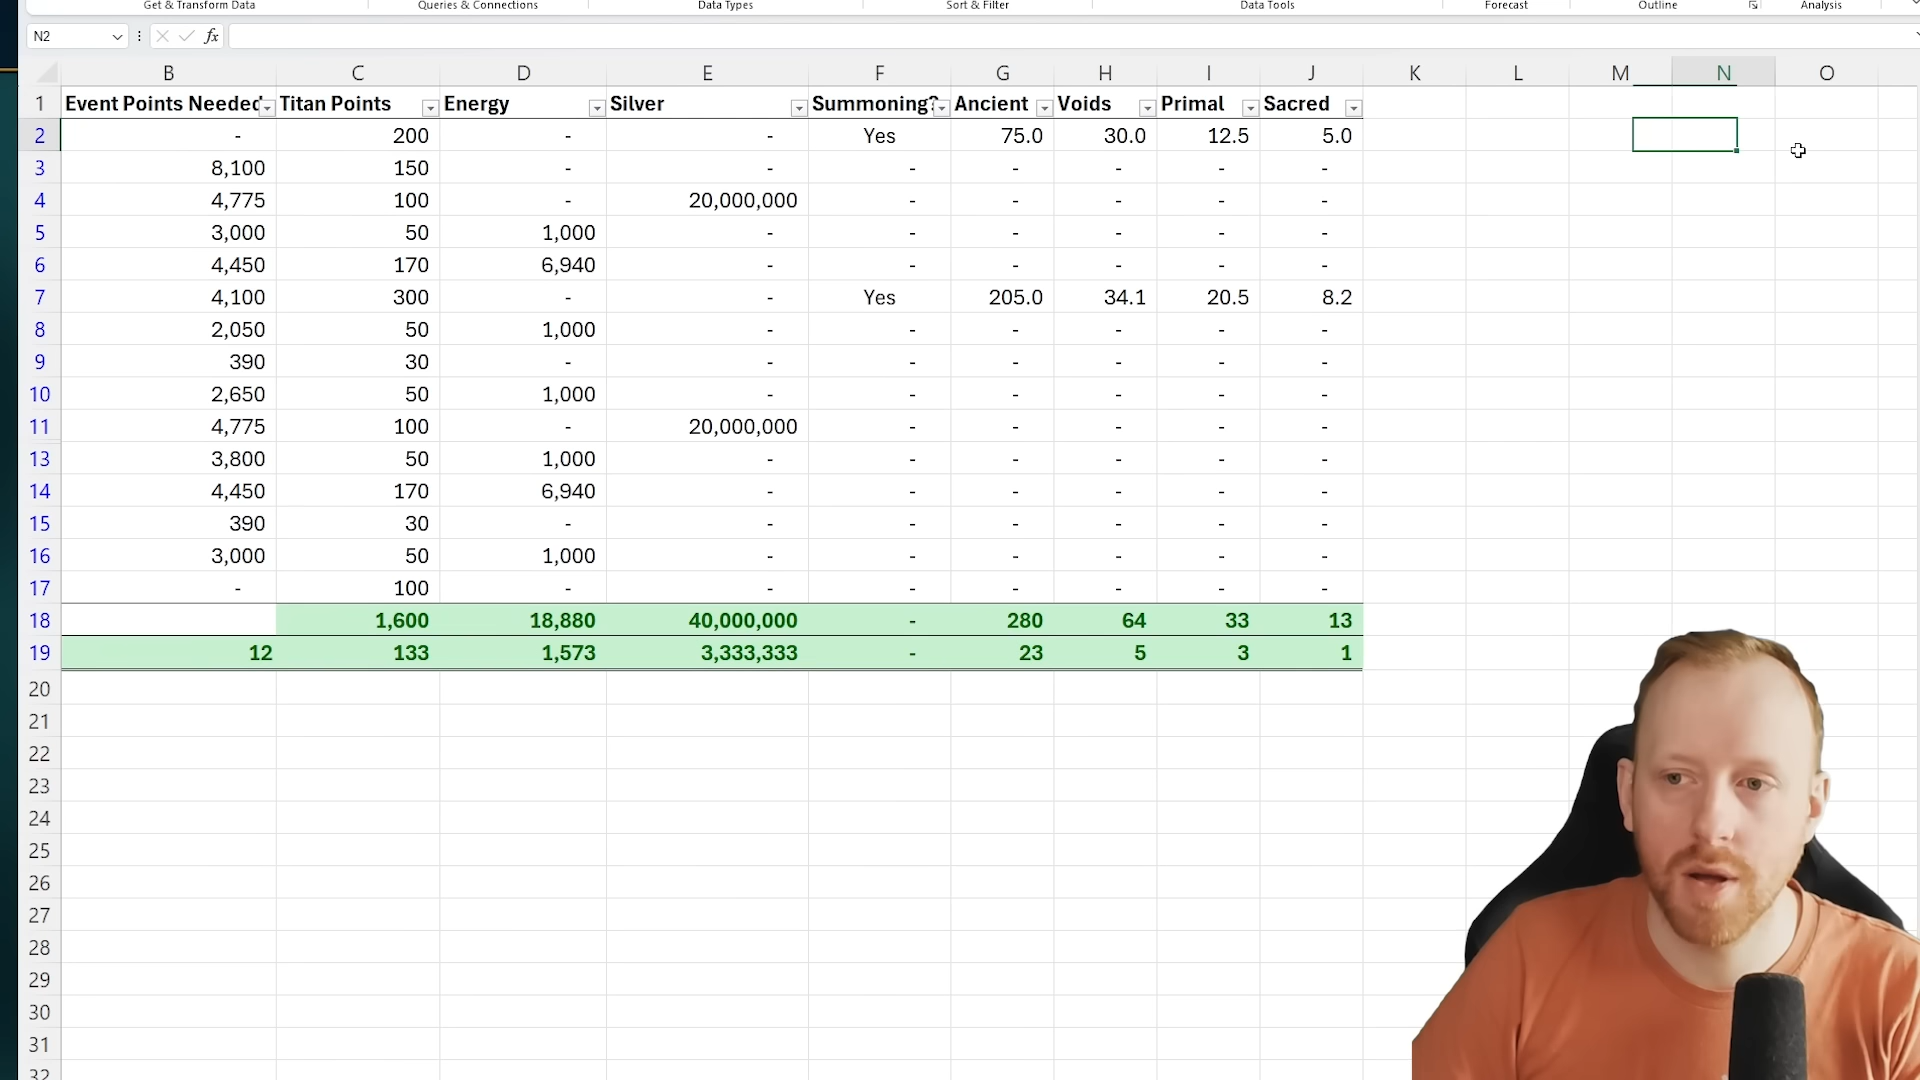 Get & Transform Data Queries & Connections Data Types Sort & Filter Data Tools Forecast Outline Analysis
N2 fx
B C D E F G H I J K L M N O
1 Event Points Needed Titan Points Energy Silver Summoning? Ancient Voids Primal Sacred
2 - 200 - - Yes 75.0 30.0 12.5 5.0
3 8,100 150 - - - - - - -
4 4,775 100 - 20,000,000 - - - - -
5 3,000 50 1,000 - - - - - -
6 4,450 170 6,940 - - - - - -
7 4,100 300 - - Yes 205.0 34.1 20.5 8.2
8 2,050 50 1,000 - - - - - -
9 390 30 - - - - - - -
10 2,650 50 1,000 - - - - - -
11 4,775 100 - 20,000,000 - - - - -
13 3,800 50 1,000 - - - - - -
14 4,450 170 6,940 - - - - - -
15 390 30 - - - - - - -
16 3,000 50 1,000 - - - - - -
17 - 100 - - - - - - -
18 1,600 18,880 40,000,000 - 280 64 33 13
19 12 133 1,573 3,333,333 - 23 5 3 1
20
21
22
23
24
25
26
27
28
29
30
31
32